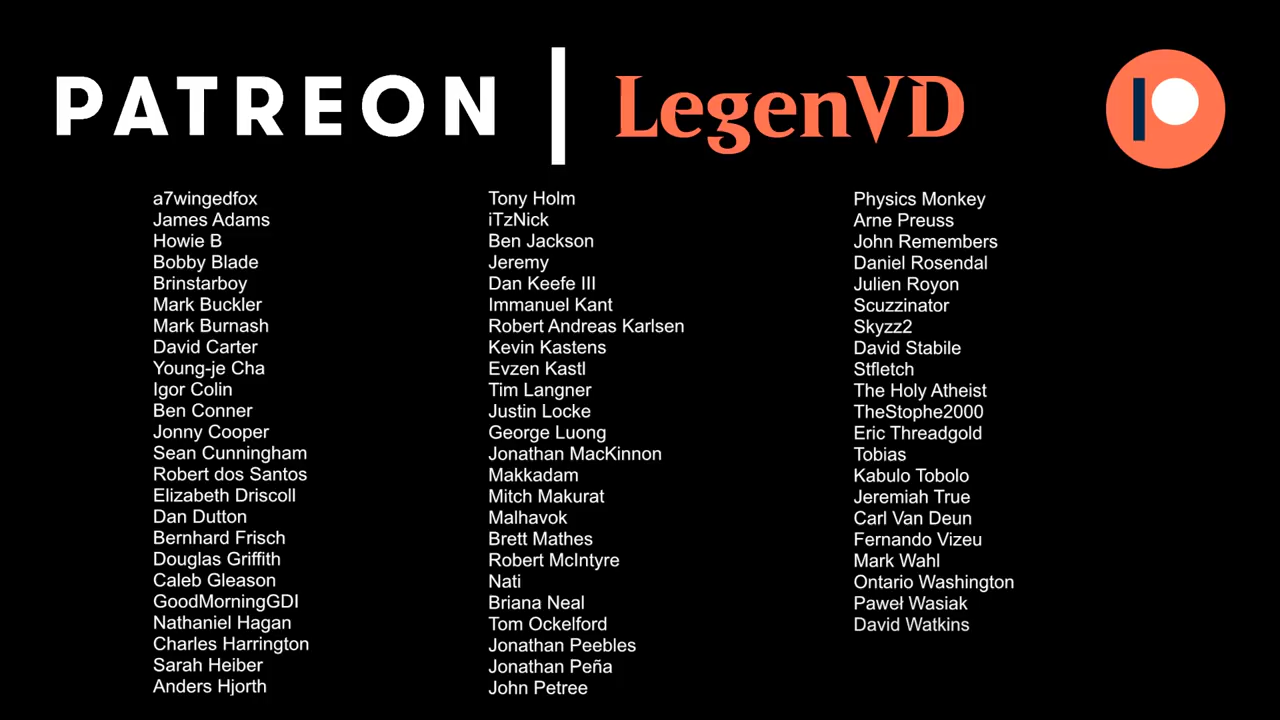 PATREON | LegenVD
a7wingedfox
James Adams
Howie B
Bobby Blade
Brinstarboy
Mark Buckler
Mark Burnash
David Carter
Young-je Cha
Igor Colin
Ben Conner
Jonny Cooper
Sean Cunningham
Robert dos Santos
Elizabeth Driscoll
Dan Dutton
Bernhard Frisch
Douglas Griffith
Caleb Gleason
GoodMorningGDI
Nathaniel Hagan
Charles Harrington
Sarah Heiber
Anders Hjorth
Tony Holm
iTzNick
Ben Jackson
Jeremy
Dan Keefe III
Immanuel Kant
Robert Andreas Karlsen
Kevin Kastens
Evzen Kastl
Tim Langner
Justin Locke
George Luong
Jonathan MacKinnon
Makkadam
Mitch Makurat
Malhavok
Brett Mathes
Robert McIntyre
Nati
Briana Neal
Tom Ockelford
Jonathan Peebles
Jonathan Peña
John Petree
Physics Monkey
Arne Preuss
John Remembers
Daniel Rosendal
Julien Royon
Scuzzinator
Skyzz2
David Stabile
Stfletch
The Holy Atheist
TheStophe2000
Eric Threadgold
Tobias
Kabulo Tobolo
Jeremiah True
Carl Van Deun
Fernando Vizeu
Mark Wahl
Ontario Washington
Paweł Wasiak
David Watkins